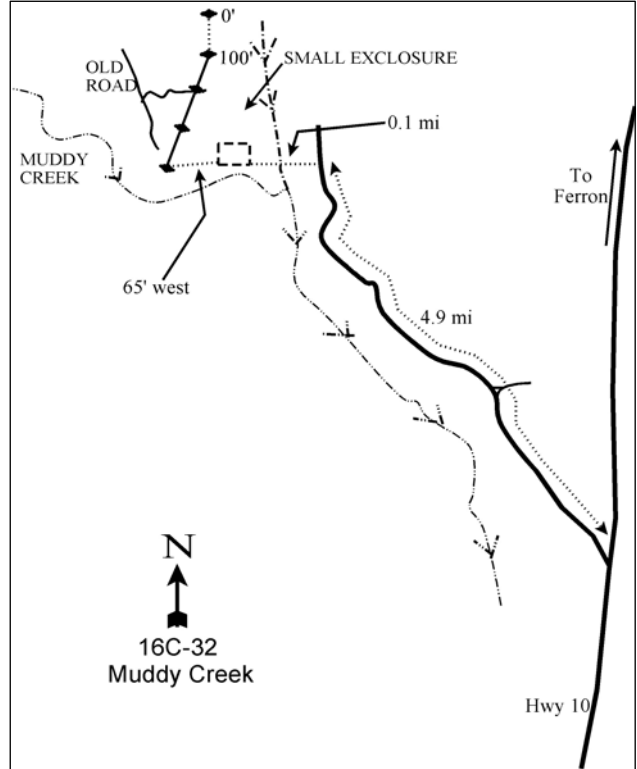 0'
100'
OLD
ROAD
SMALL EXCLOSURE
0.1 mi
MUDDY
CREEK
To
Ferron
65' west
4.9 mi
N
16C-32
Muddy Creek
Hwy 10